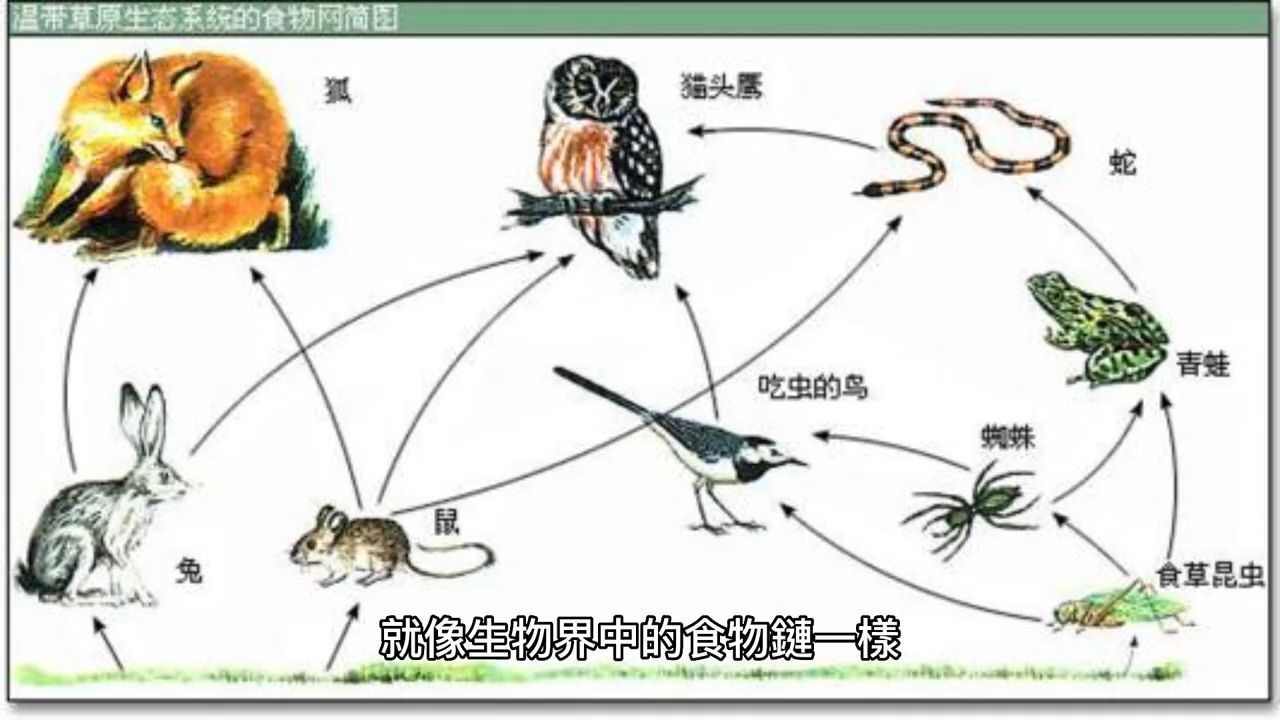 温带草原生态系统的食物网简图
狐
猫头鹰
蛇
青蛙
吃虫的鸟
蜘蛛
鼠
兔
食草昆虫
就像生物界中的食物鏈一樣